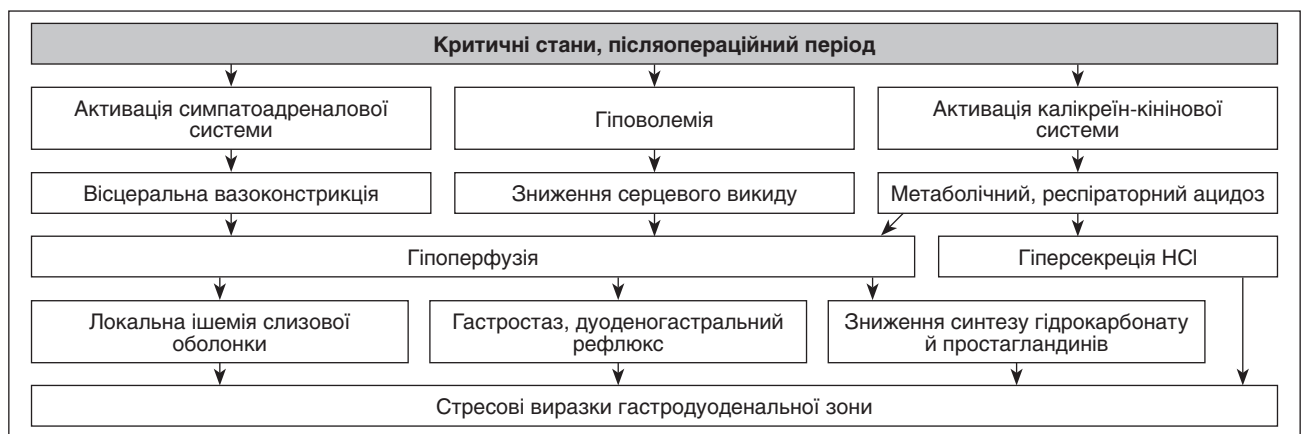 Критичні стани, післяопераційний період
Активація симпатоадреналової
системи
Гіповолемія
Активація калікреїн-кінінової
системи
Вісцеральна вазоконстрикція
Зниження серцевого викиду
Метаболічний, респіраторний ацидоз
Гіпоперфузія
Гіперсекреція HCl
Локальна ішемія слизової
оболонки
Гастростаз, дуоденогастральний
рефлюкс
Зниження синтезу гідрокарбонату
й простагландинів
Стресові виразки гастродуоденальної зони